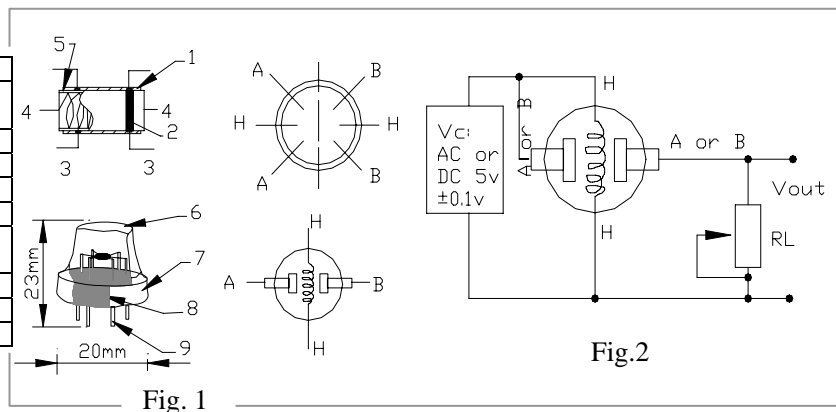 5
1
4
4
2
3
3
A
B
H
H
A
B
6
23mm
7
8
9
20mm
A
B
H
H
Fig. 1
H
Vc:
AC or
DC 5v
±0.1v
A or B
A or B
Vout
RL
H
Fig.2